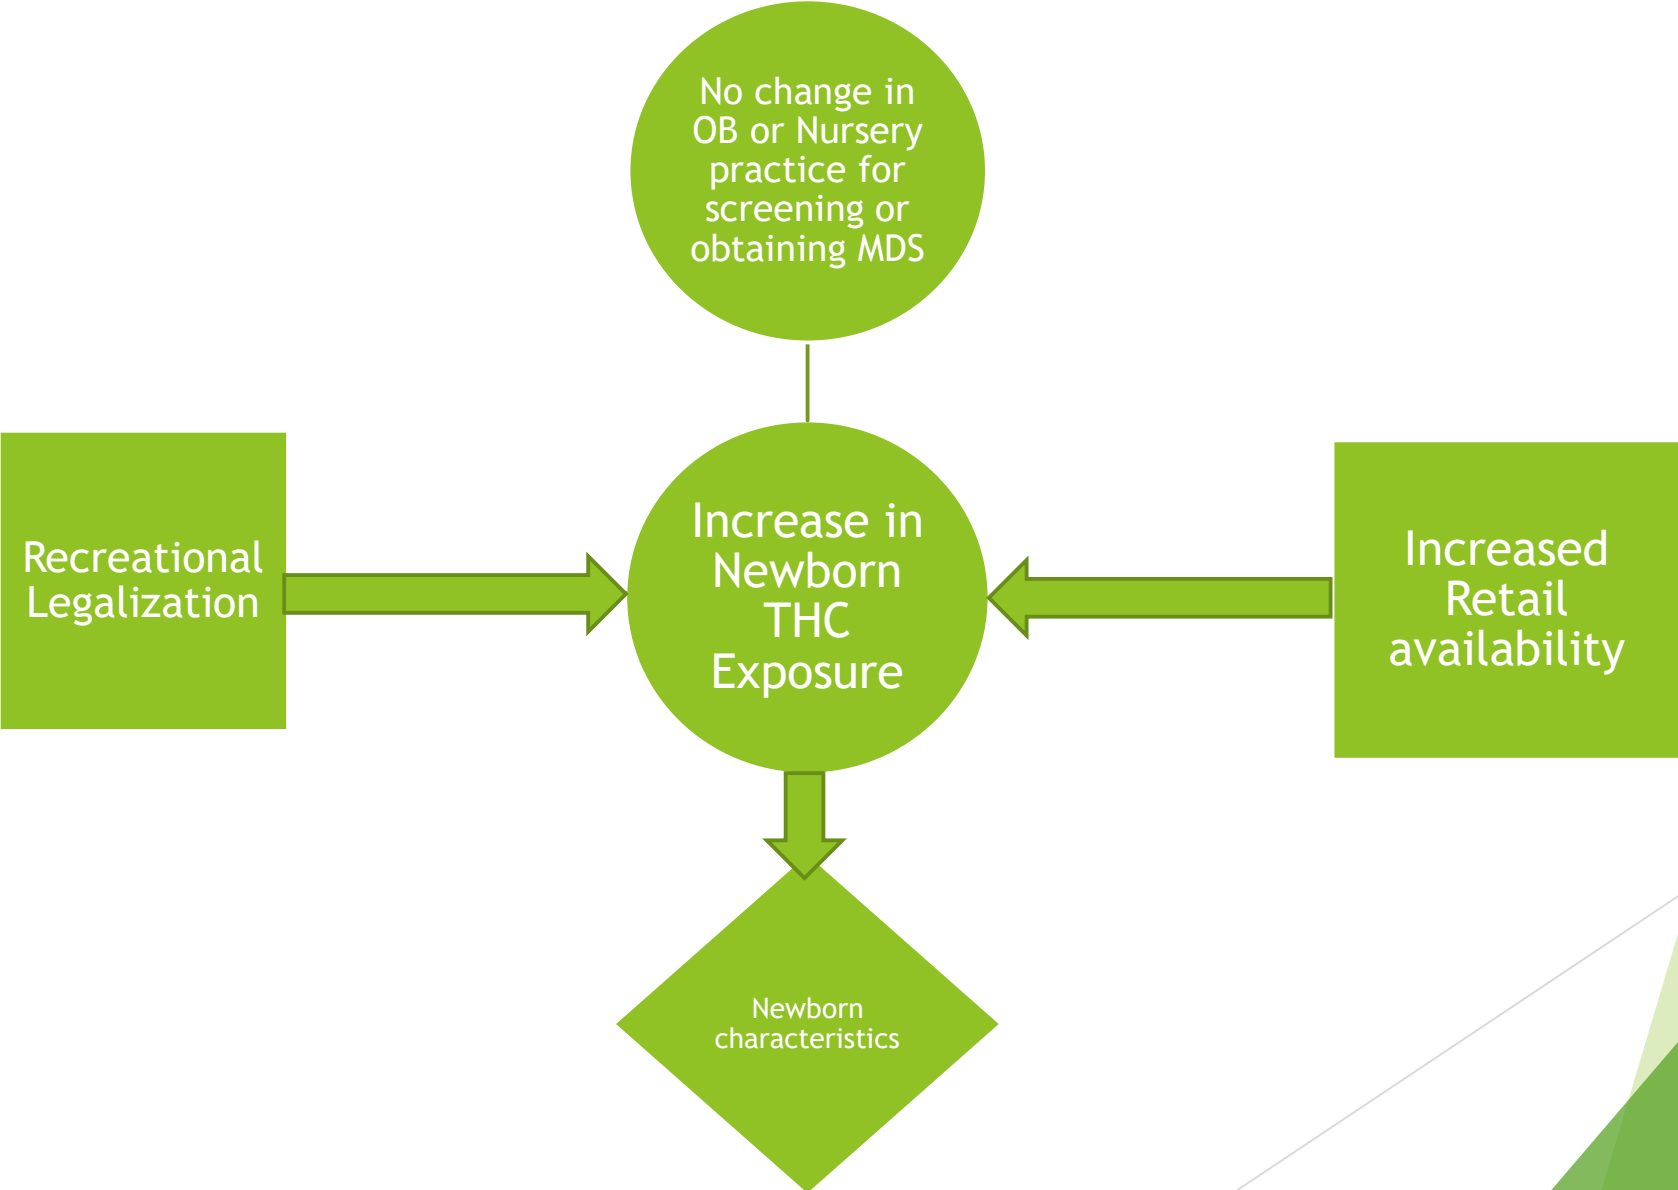 No change in
OB or Nursery
practice for
screening or
obtaining MDS
Recreational
Legalization
Increase in
Newborn
THC
Exposure
Increased
Retail
availability
Newborn
characteristics